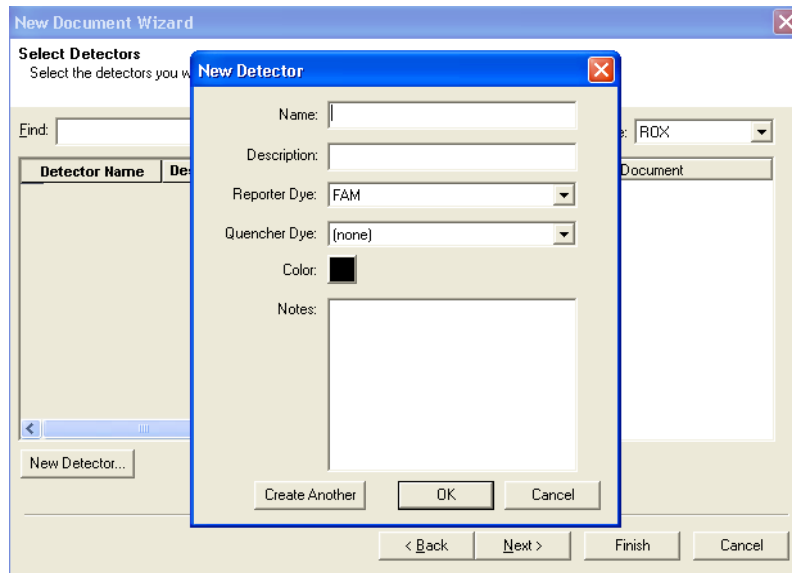 New Document Wizard
Select Detectors
Select the detectors you w
New Detector
Name:
Find:
e: ROX
Description:
Detector Name Des
Document
Reporter Dye: FAM
Quencher Dye: (none)
Color:
Notes:
New Detector...
Create Another OK Cancel
< Back Next > Finish Cancel